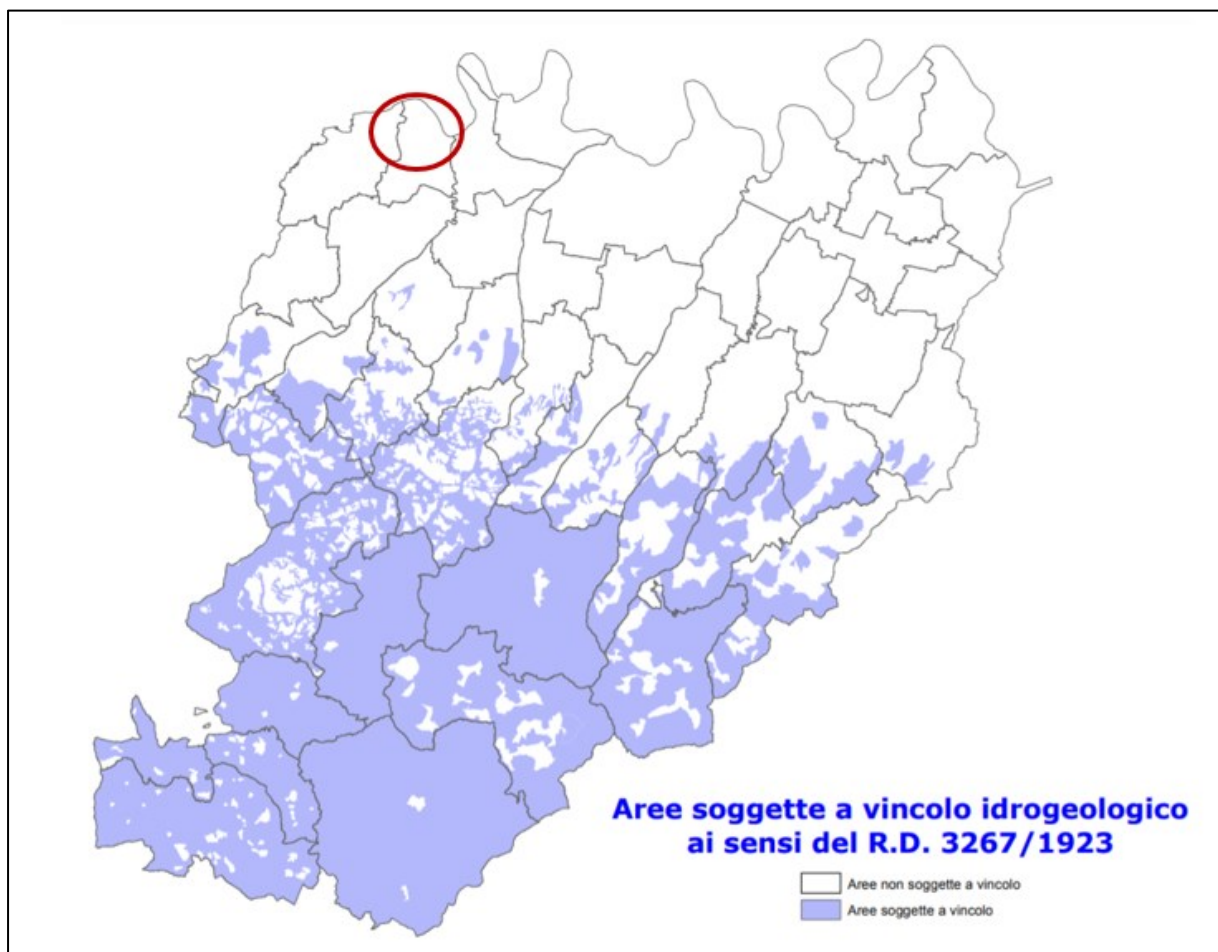 Aree soggette a vincolo idrogeologico
ai sensi del R.D. 3267/1923
Aree non soggette a vincolo
Aree soggette a vincolo